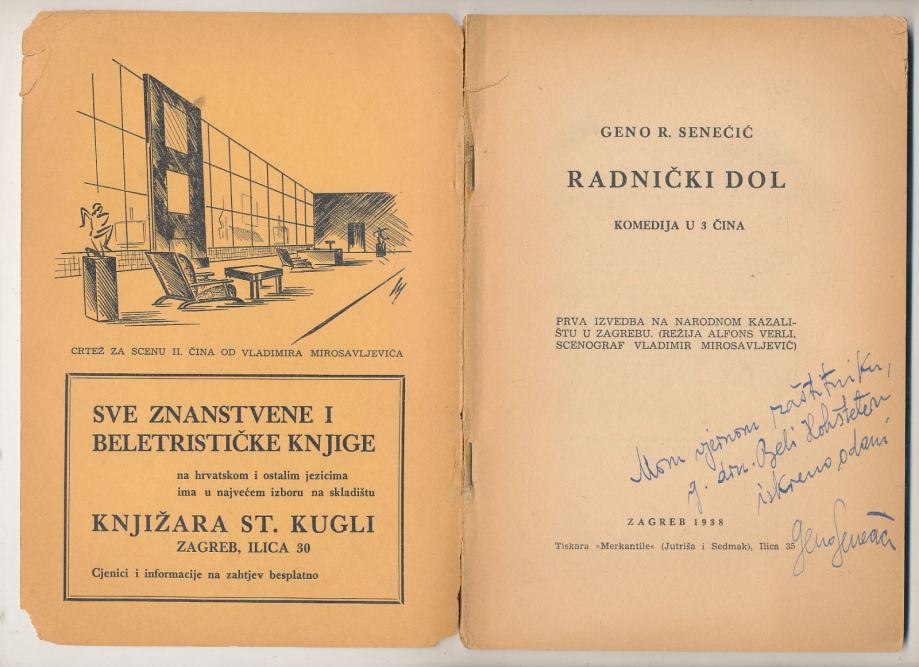 CRTEŽ ZA SCENU II. ČINA OD VLADIMIRA MIROSAVLJEVIĆA
SVE ZNANSTVENE I
BELETRISTIČKE KNJIGE
na hrvatskom i ostalim jezicima
ima u najvećem izboru na skladištu
KNJIŽARA ST. KUGLI
ZAGREB, ILICA 30
Cjenici i informacije na zahtjev besplatno
GENO R. SENEČIĆ
RADNIČKI DOL
KOMEDIJA U 3 ČINA
PRVA IZVEDBA NA NARODNOM KAZALI-
ŠTU U ZAGREBU. (REŽIJA ALFONS VERLI,
SCENOGRAF VLADIMIR MIROSAVLJEVIĆ)
Mom vjernom zaštitniku,
g. drn. Beli Hohšteteru
iskreno odani
Geno Senečić
ZAGREB 1938
Tiskara »Merkantile« (Jutriša i Sedmak), Ilica 35